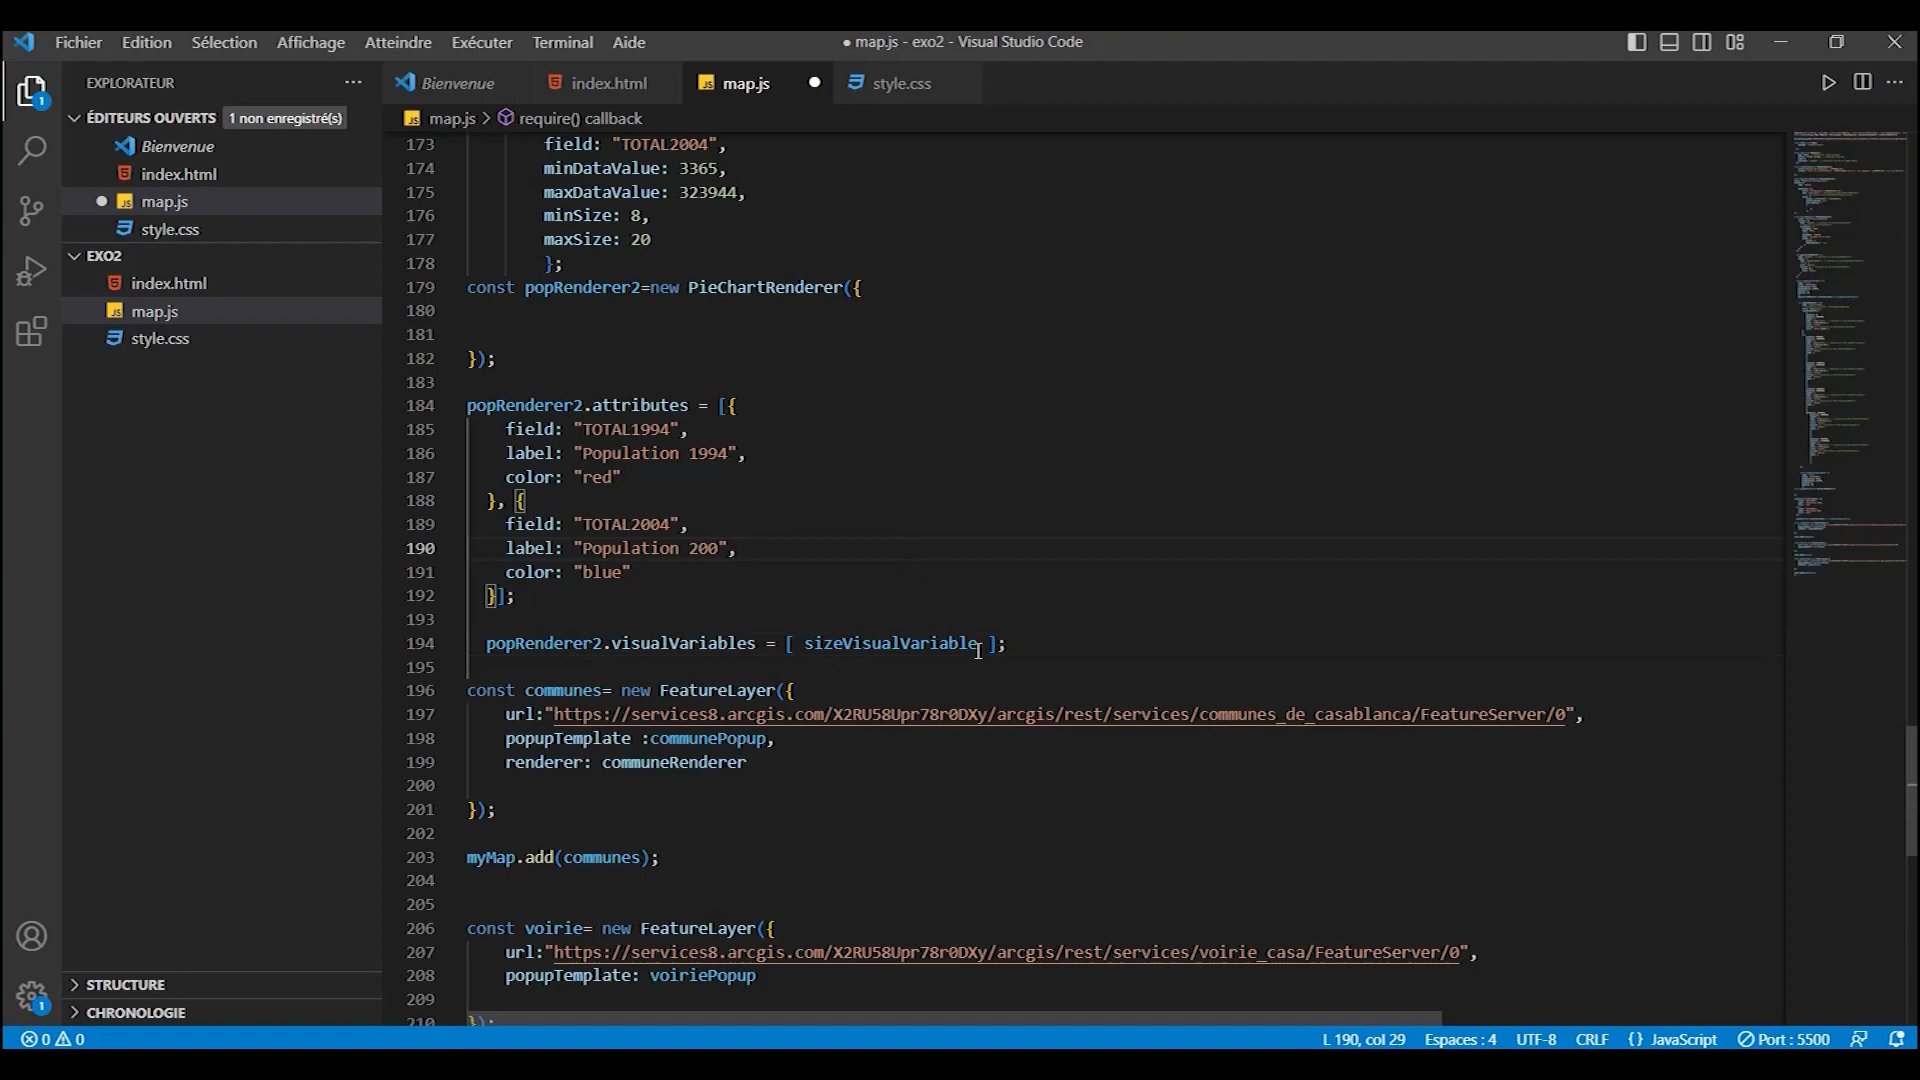 Fichier Edition Sélection Affichage Atteindre Exécuter Terminal Aide
● map.js - exo2 - Visual Studio Code
EXPLORATEUR
Bienvenue index.html map.js style.css
ÉDITEURS OUVERTS 1 non enregistré(s)
map.js > require() callback
Bienvenue
index.html
map.js
style.css
EXO2
index.html
map.js
style.css
STRUCTURE
CHRONOLOGIE
173 field: "TOTAL2004",
174 minDataValue: 3365,
175 maxDataValue: 323944,
176 minSize: 8,
177 maxSize: 20
178 };
179 const popRenderer2=new PieChartRenderer({
180
181
182 });
183
184 popRenderer2.attributes = [{
185 field: "TOTAL1994",
186 label: "Population 1994",
187 color: "red"
188 }, {
189 field: "TOTAL2004",
190 label: "Population 200",
191 color: "blue"
192 }];
193
194 popRenderer2.visualVariables = [ sizeVisualVariable ];
195
196 const communes= new FeatureLayer({
197 url:"https://services8.arcgis.com/X2RU58Upr78r0DXy/arcgis/rest/services/communes_de_casablanca/FeatureServer/0",
198 popupTemplate :communePopup,
199 renderer: communeRenderer
200
201 });
202
203 myMap.add(communes);
204
205
206 const voirie= new FeatureLayer({
207 url:"https://services8.arcgis.com/X2RU58Upr78r0DXy/arcgis/rest/services/voirie_casa/FeatureServer/0",
208 popupTemplate: voiriePopup
209
210 });
0 0 L 190, col 29 Espaces : 4 UTF-8 CRLF {} JavaScript Port : 5500